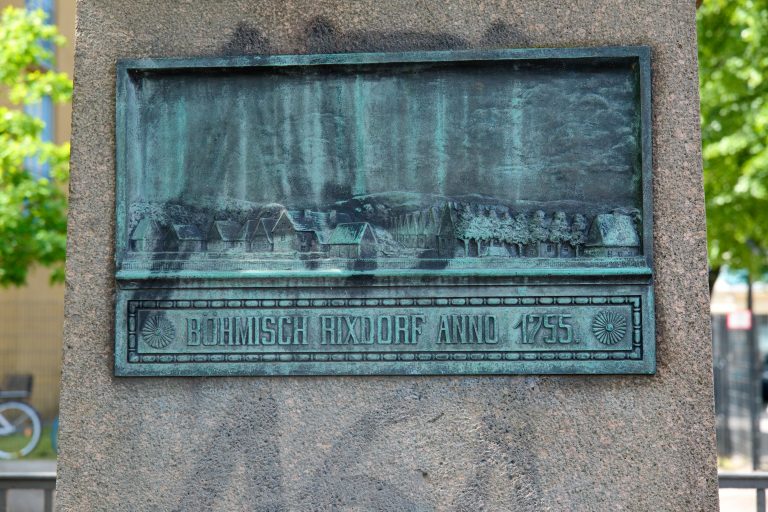 BÖHMISCH RIXDORF ANNO 1755.